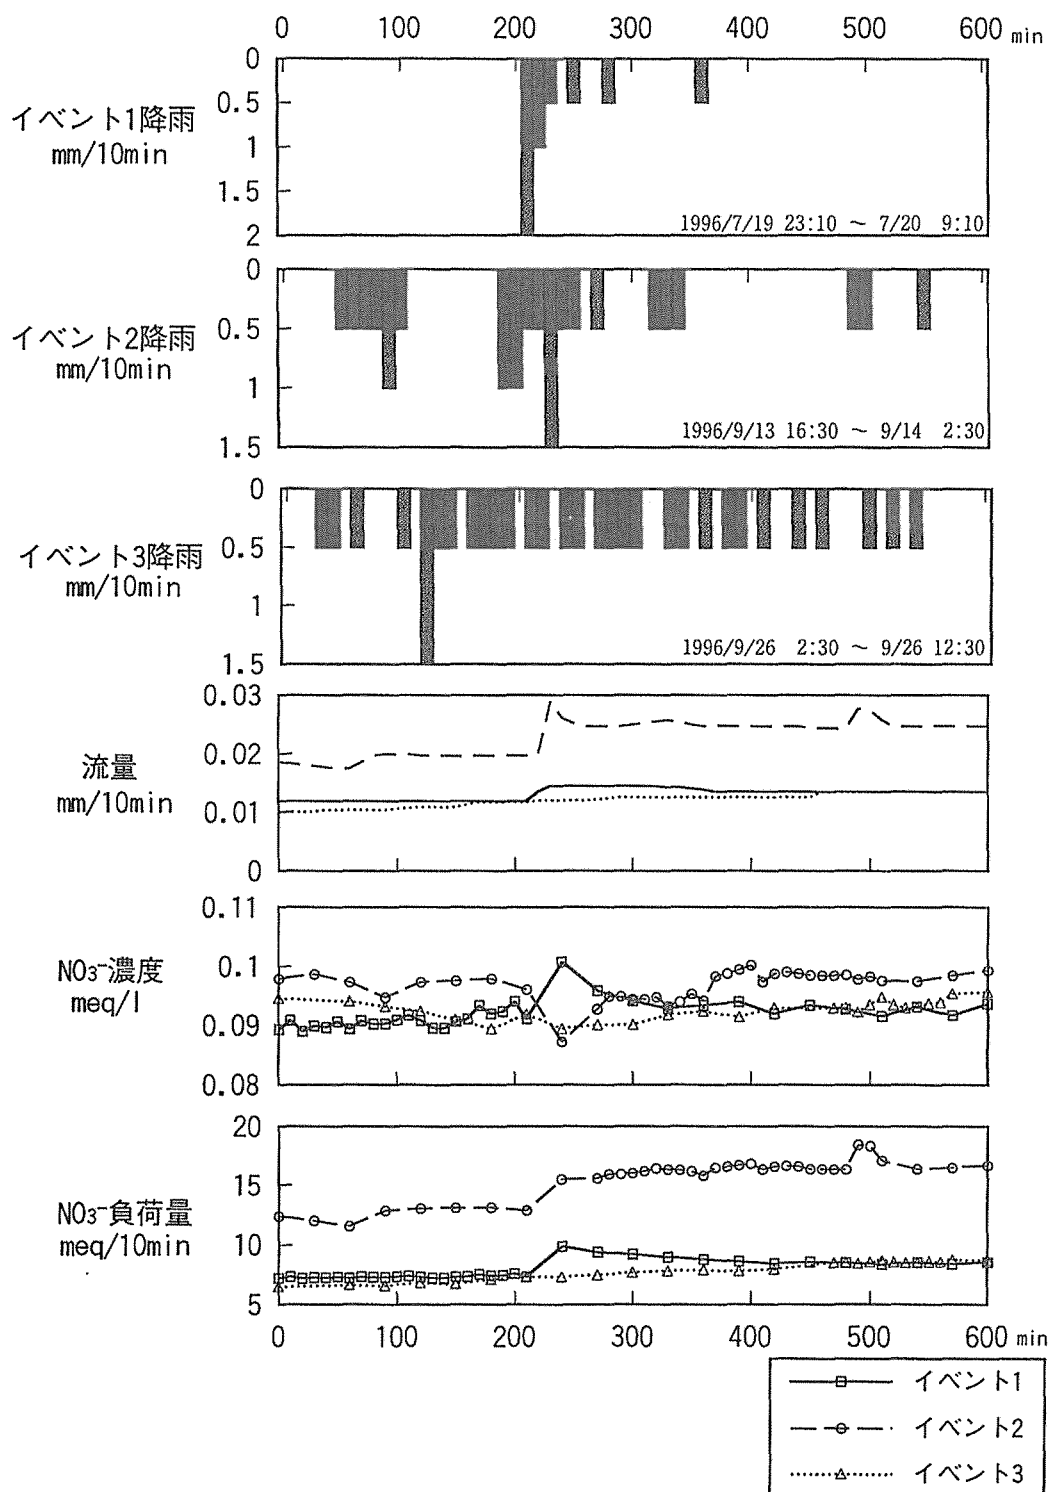 0 100 200 300 400 500 600 min
イベント1降雨
mm/10min
0
0.5
1
1.5
2
1996/7/19 23:10 ～ 7/20 9:10
イベント2降雨
mm/10min
0
0.5
1
1.5
1996/9/13 16:30 ～ 9/14 2:30
イベント3降雨
mm/10min
0
0.5
1
1.5
1996/9/26 2:30 ～ 9/26 12:30
流量
mm/10min
0.03
0.02
0.01
0
NO₃⁻濃度
meq/l
0.11
0.1
0.09
0.08
NO₃⁻負荷量
meq/10min
20
15
10
5
0 100 200 300 400 500 600 min
イベント1
イベント2
イベント3